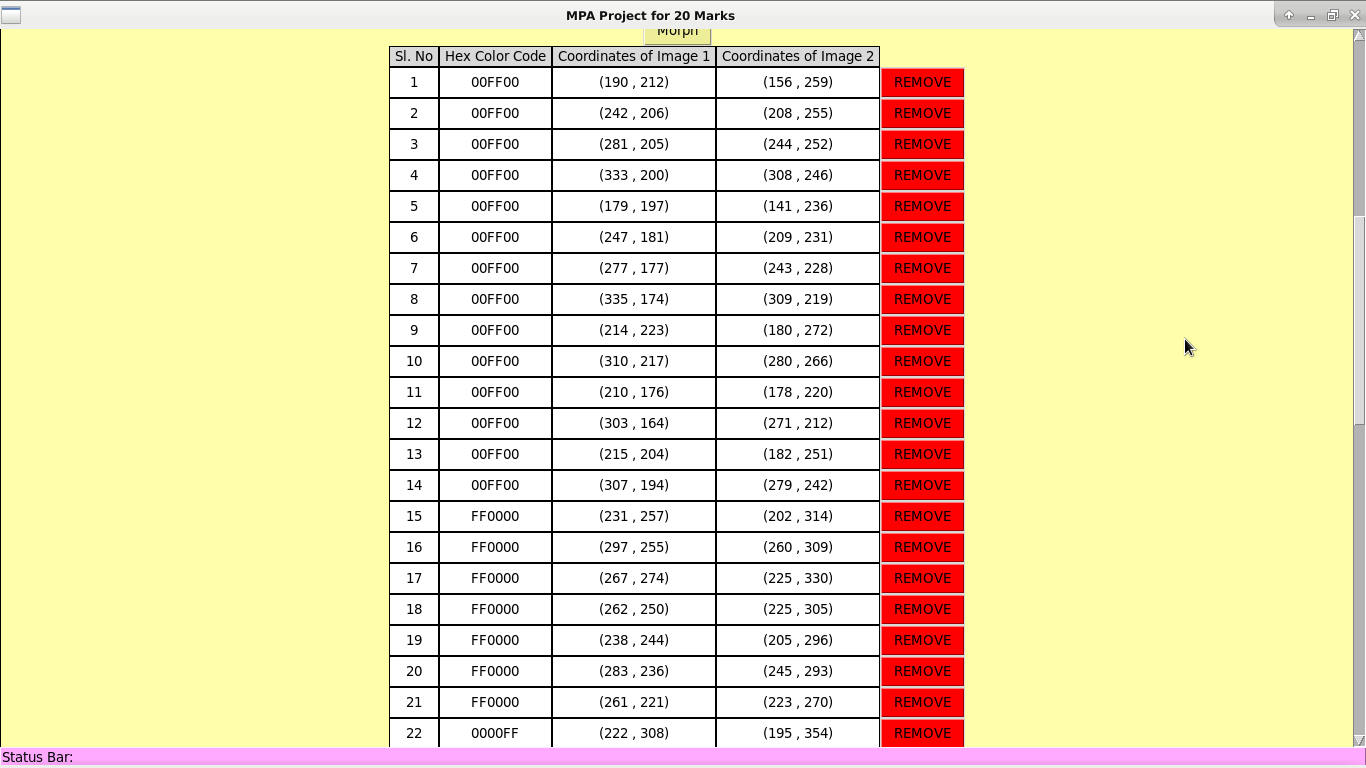 MPA Project for 20 Marks
Morph
Sl. No Hex Color Code Coordinates of Image 1 Coordinates of Image 2
1 00FF00 (190 , 212) (156 , 259) REMOVE
2 00FF00 (242 , 206) (208 , 255) REMOVE
3 00FF00 (281 , 205) (244 , 252) REMOVE
4 00FF00 (333 , 200) (308 , 246) REMOVE
5 00FF00 (179 , 197) (141 , 236) REMOVE
6 00FF00 (247 , 181) (209 , 231) REMOVE
7 00FF00 (277 , 177) (243 , 228) REMOVE
8 00FF00 (335 , 174) (309 , 219) REMOVE
9 00FF00 (214 , 223) (180 , 272) REMOVE
10 00FF00 (310 , 217) (280 , 266) REMOVE
11 00FF00 (210 , 176) (178 , 220) REMOVE
12 00FF00 (303 , 164) (271 , 212) REMOVE
13 00FF00 (215 , 204) (182 , 251) REMOVE
14 00FF00 (307 , 194) (279 , 242) REMOVE
15 FF0000 (231 , 257) (202 , 314) REMOVE
16 FF0000 (297 , 255) (260 , 309) REMOVE
17 FF0000 (267 , 274) (225 , 330) REMOVE
18 FF0000 (262 , 250) (225 , 305) REMOVE
19 FF0000 (238 , 244) (205 , 296) REMOVE
20 FF0000 (283 , 236) (245 , 293) REMOVE
21 FF0000 (261 , 221) (223 , 270) REMOVE
22 0000FF (222 , 308) (195 , 354) REMOVE
Status Bar: